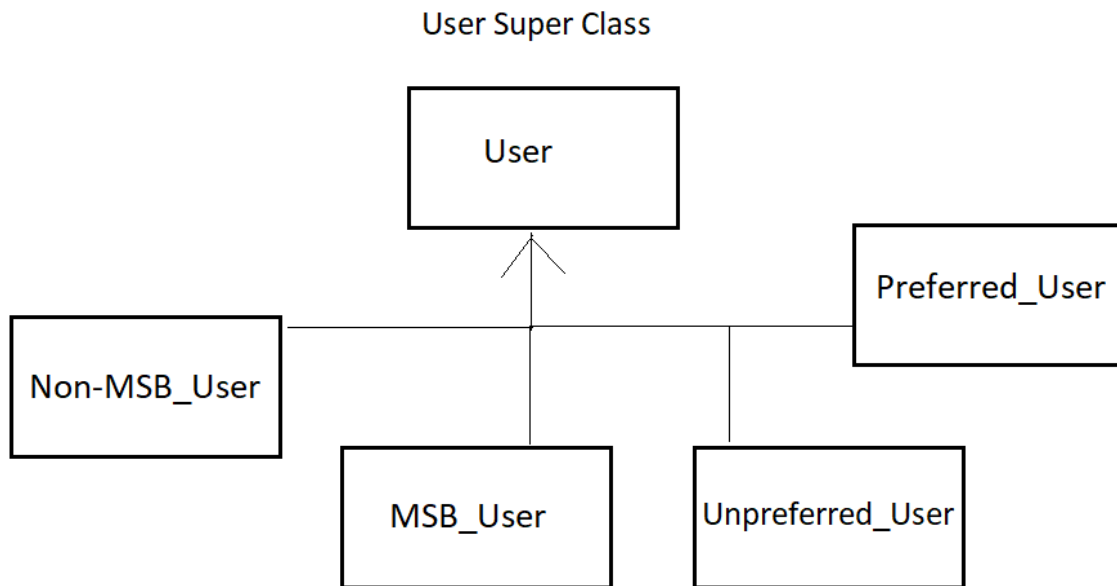 User Super Class
User
Preferred_User
Non-MSB_User
MSB_User
Unpreferred_User